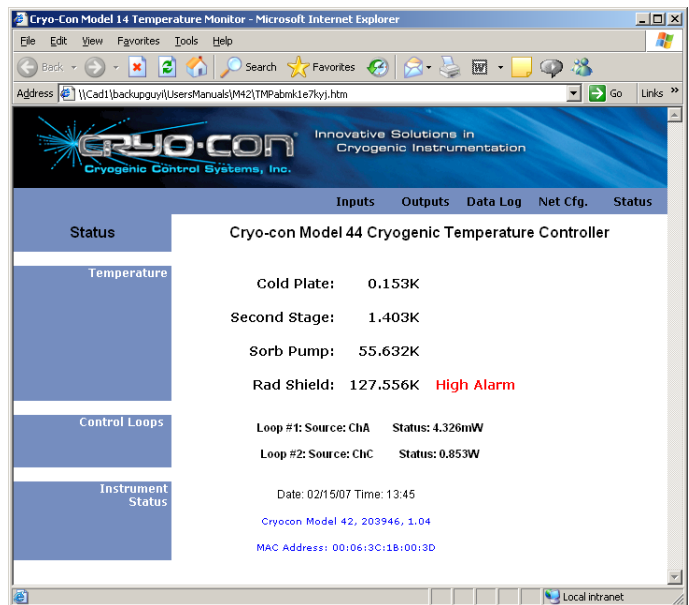 Cryo-Con Model 14 Temperature Monitor - Microsoft Internet Explorer
File Edit View Favorites Tools Help
Back Search Favorites
Address \\Cad1\backupguyi\UsersManuals\M42\TMPabmk1e7kyj.htm Go Links »
CRYO·CON
Cryogenic Control Systems, Inc.
Innovative Solutions in
Cryogenic Instrumentation
Inputs Outputs Data Log Net Cfg. Status
Status
Cryo-con Model 44 Cryogenic Temperature Controller
Temperature
Cold Plate: 0.153K
Second Stage: 1.403K
Sorb Pump: 55.632K
Rad Shield: 127.556K High Alarm
Control Loops
Loop #1: Source: ChA Status: 4.326mW
Loop #2: Source: ChC Status: 0.853W
Instrument
Status
Date: 02/15/07 Time: 13:45
Cryocon Model 42, 203946, 1.04
MAC Address: 00:06:3C:1B:00:3D
Local intranet